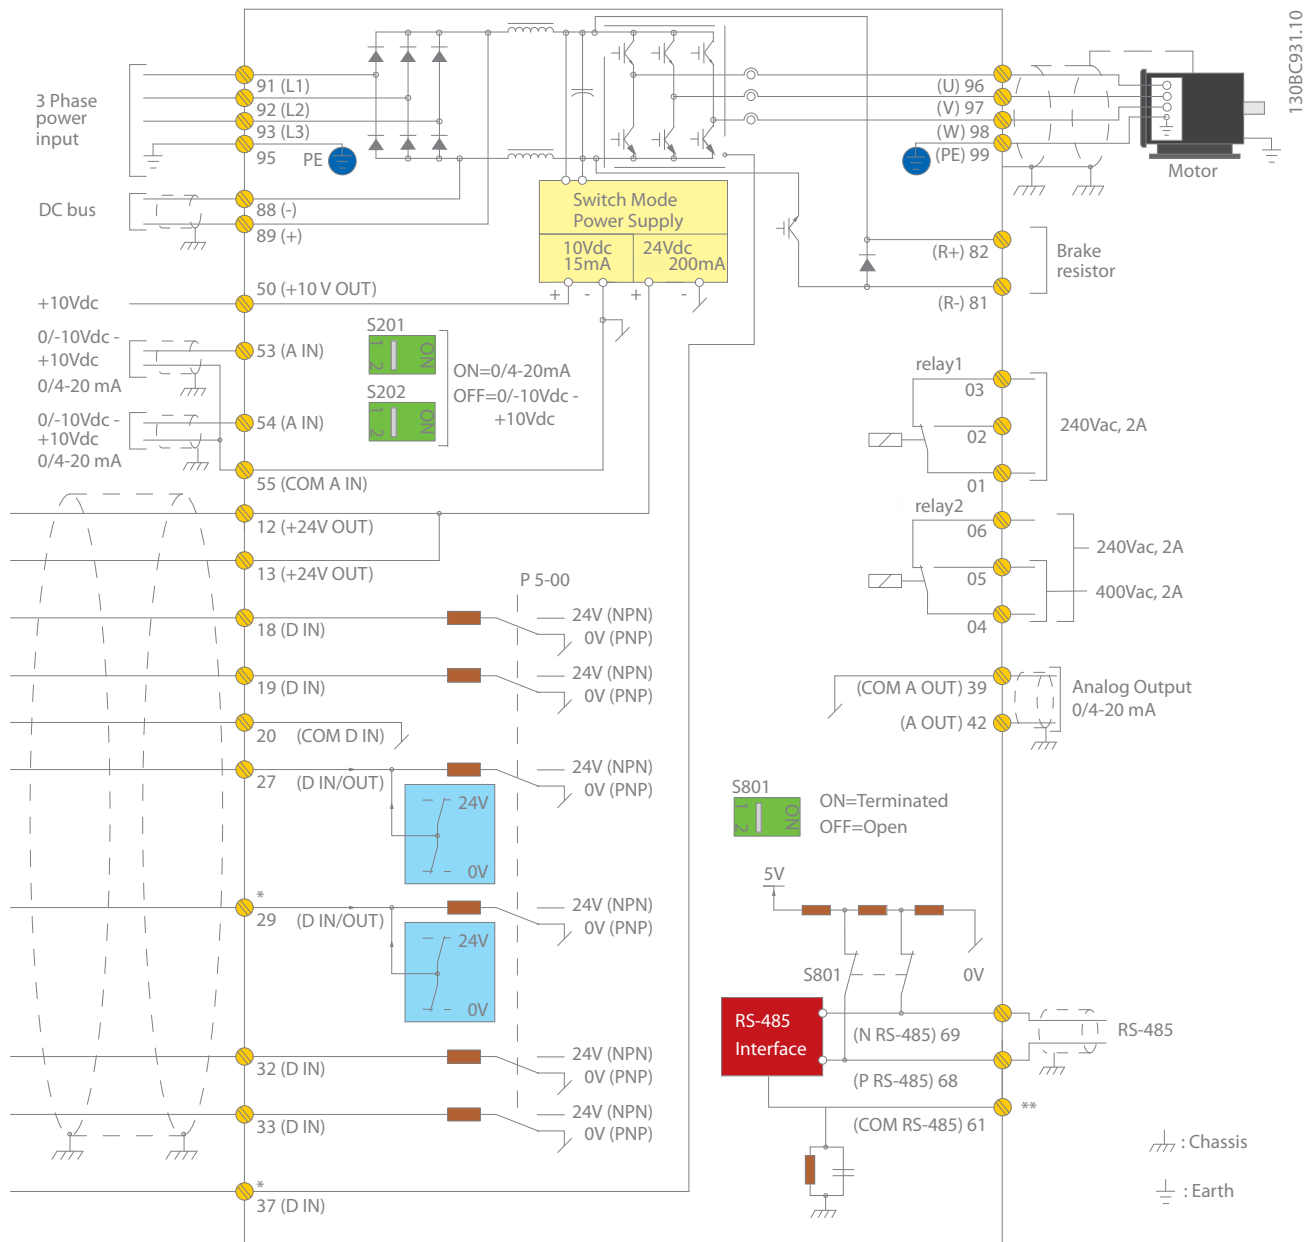 130BC931.10
3 Phase
power
input
91 (L1)
92 (L2)
93 (L3)
95
PE
DC bus
88 (-)
89 (+)
Switch Mode
Power Supply
10Vdc
15mA
24Vdc
200mA
+ - + -
(U) 96
(V) 97
(W) 98
(PE) 99
Motor
(R+) 82
(R-) 81
Brake
resistor
+10Vdc
50 (+10 V OUT)
0/-10Vdc -
+10Vdc
0/4-20 mA
53 (A IN)
S201
1 2 ON
S202
1 2 ON
ON=0/4-20mA
OFF=0/-10Vdc -
+10Vdc
0/-10Vdc -
+10Vdc
0/4-20 mA
54 (A IN)
55 (COM A IN)
12 (+24V OUT)
13 (+24V OUT)
relay1
03
02
01
240Vac, 2A
relay2
06
05
04
240Vac, 2A
400Vac, 2A
P 5-00
18 (D IN)
24V (NPN)
0V (PNP)
19 (D IN)
24V (NPN)
0V (PNP)
20 (COM D IN)
27 (D IN/OUT)
24V (NPN)
0V (PNP)
24V
0V
*
29 (D IN/OUT)
24V (NPN)
0V (PNP)
24V
0V
32 (D IN)
24V (NPN)
0V (PNP)
33 (D IN)
24V (NPN)
0V (PNP)
*
37 (D IN)
(COM A OUT) 39
(A OUT) 42
Analog Output
0/4-20 mA
S801
1 2 ON
ON=Terminated
OFF=Open
5V
S801
0V
RS-485
Interface
(N RS-485) 69
(P RS-485) 68
(COM RS-485) 61
RS-485
**
: Chassis
: Earth